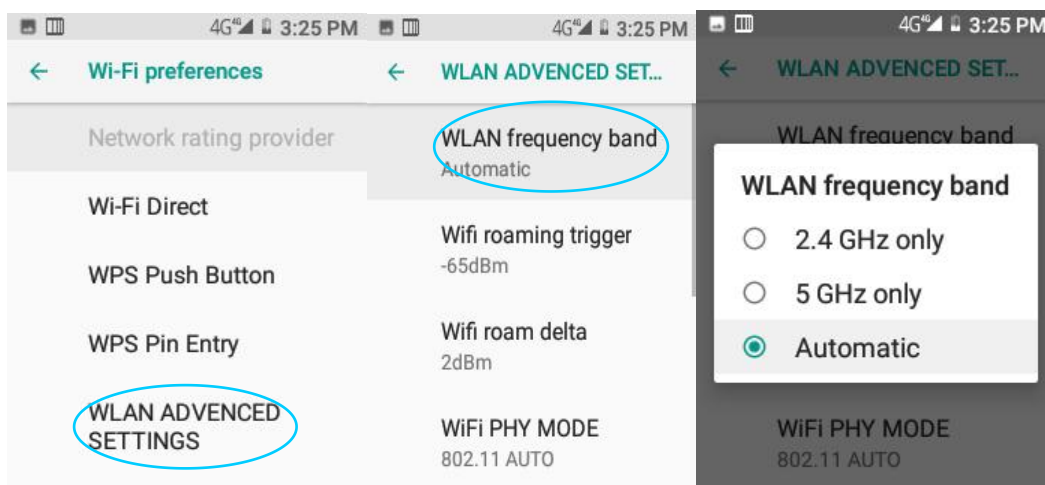 4G 4G 3:25 PM
Wi-Fi preferences
Network rating provider
Wi-Fi Direct
WPS Push Button
WPS Pin Entry
WLAN ADVENCED
SETTINGS
4G 4G 3:25 PM
WLAN ADVENCED SET...
WLAN frequency band
Automatic
Wifi roaming trigger
-65dBm
Wifi roam delta
2dBm
WiFi PHY MODE
802.11 AUTO
4G 4G 3:25 PM
WLAN ADVENCED SET...
WLAN frequency band
WLAN frequency band
2.4 GHz only
5 GHz only
Automatic
WiFi PHY MODE
802.11 AUTO